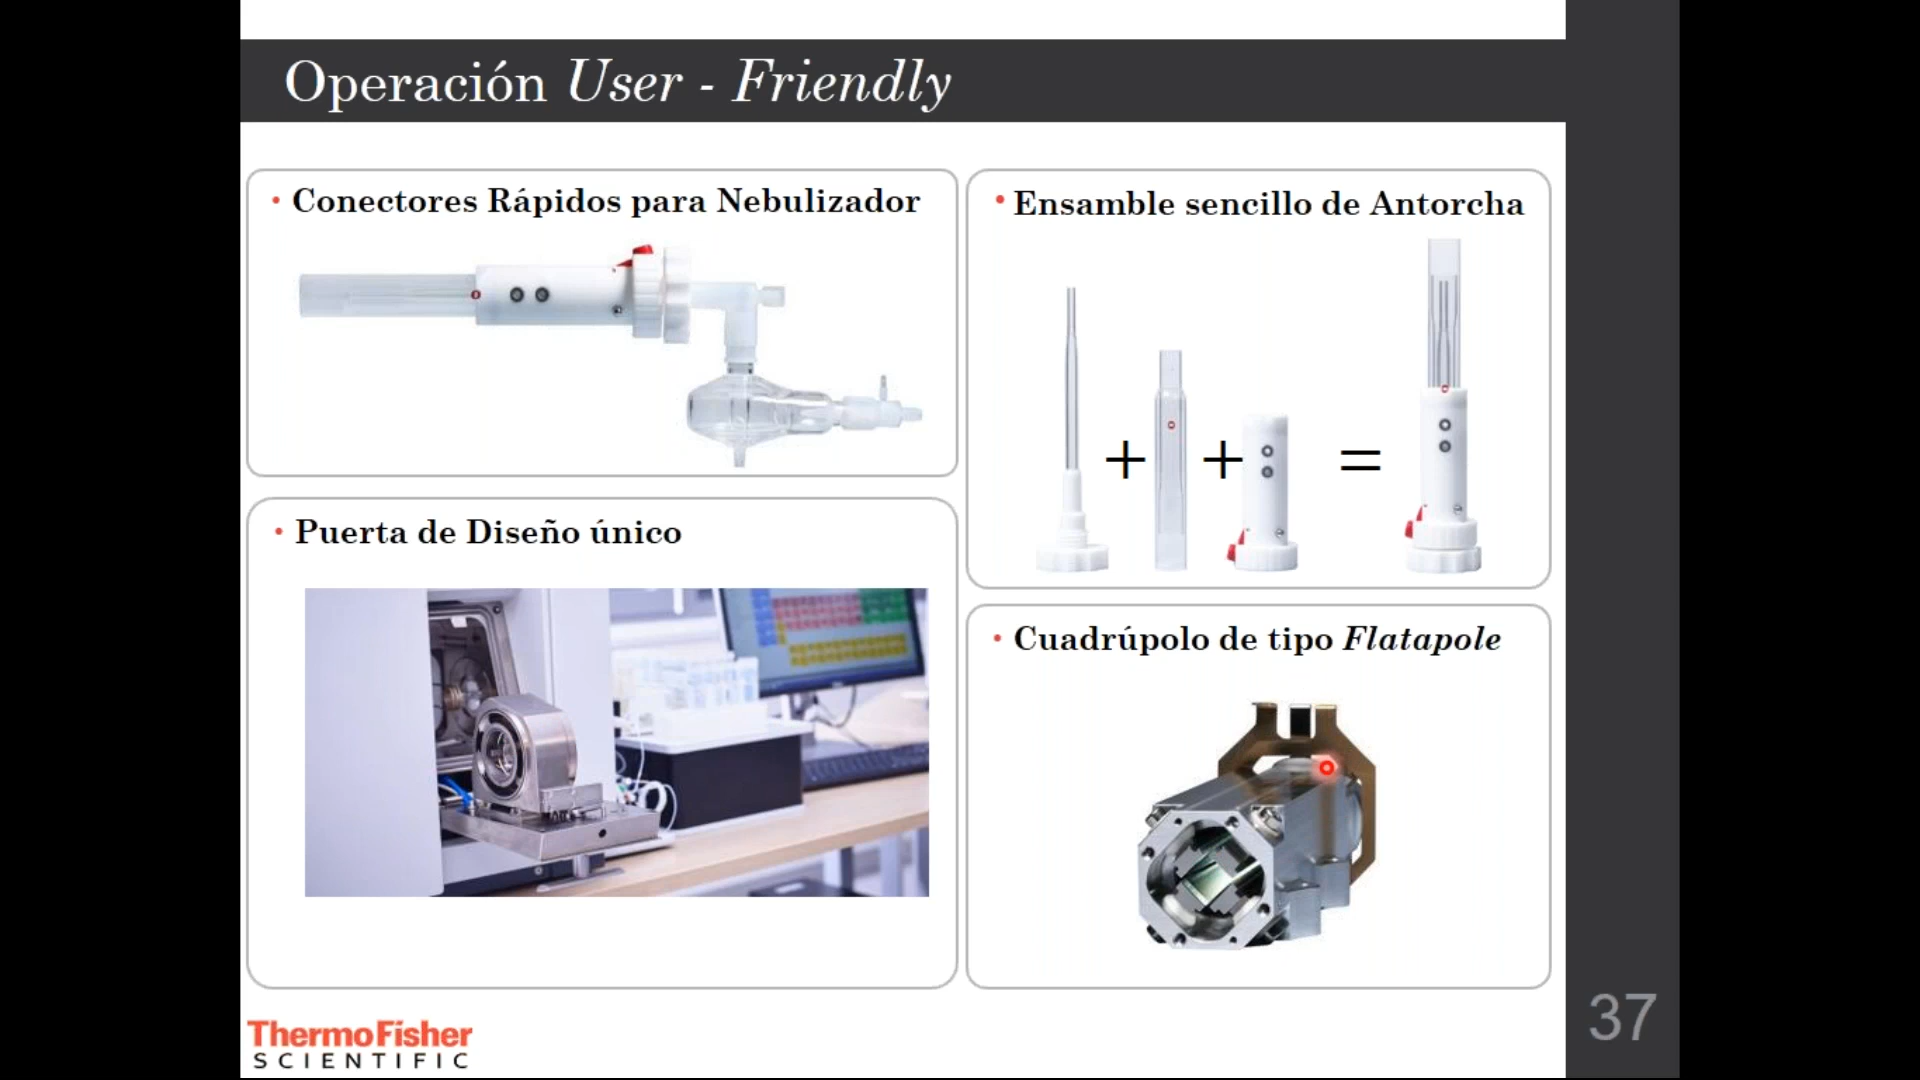 Operación User - Friendly
• Conectores Rápidos para Nebulizador
• Ensamble sencillo de Antorcha
+ + =
• Puerta de Diseño único
• Cuadrúpolo de tipo Flatapole
ThermoFisher
SCIENTIFIC
37